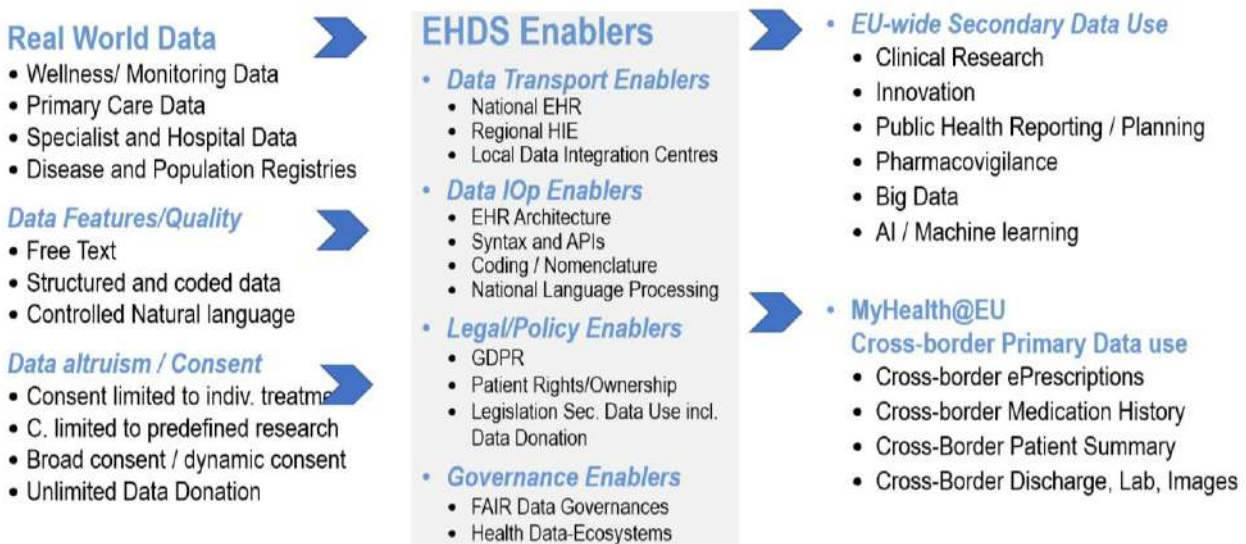 Real World Data
• Wellness/ Monitoring Data
• Primary Care Data
• Specialist and Hospital Data
• Disease and Population Registries
Data Features/Quality
• Free Text
• Structured and coded data
• Controlled Natural language
Data altruism / Consent
• Consent limited to indiv. treatme
• C. limited to predefined research
• Broad consent / dynamic consent
• Unlimited Data Donation
EHDS Enablers
• Data Transport Enablers
• National EHR
• Regional HIE
• Local Data Integration Centres
• Data IOp Enablers
• EHR Architecture
• Syntax and APIs
• Coding / Nomenclature
• National Language Processing
• Legal/Policy Enablers
• GDPR
• Patient Rights/Ownership
• Legislation Sec. Data Use incl.
Data Donation
• Governance Enablers
• FAIR Data Governances
• Health Data-Ecosystems
• EU-wide Secondary Data Use
• Clinical Research
• Innovation
• Public Health Reporting / Planning
• Pharmacovigilance
• Big Data
• AI / Machine learning
• MyHealth@EU
Cross-border Primary Data use
• Cross-border ePrescriptions
• Cross-border Medication History
• Cross-Border Patient Summary
• Cross-Border Discharge, Lab, Images